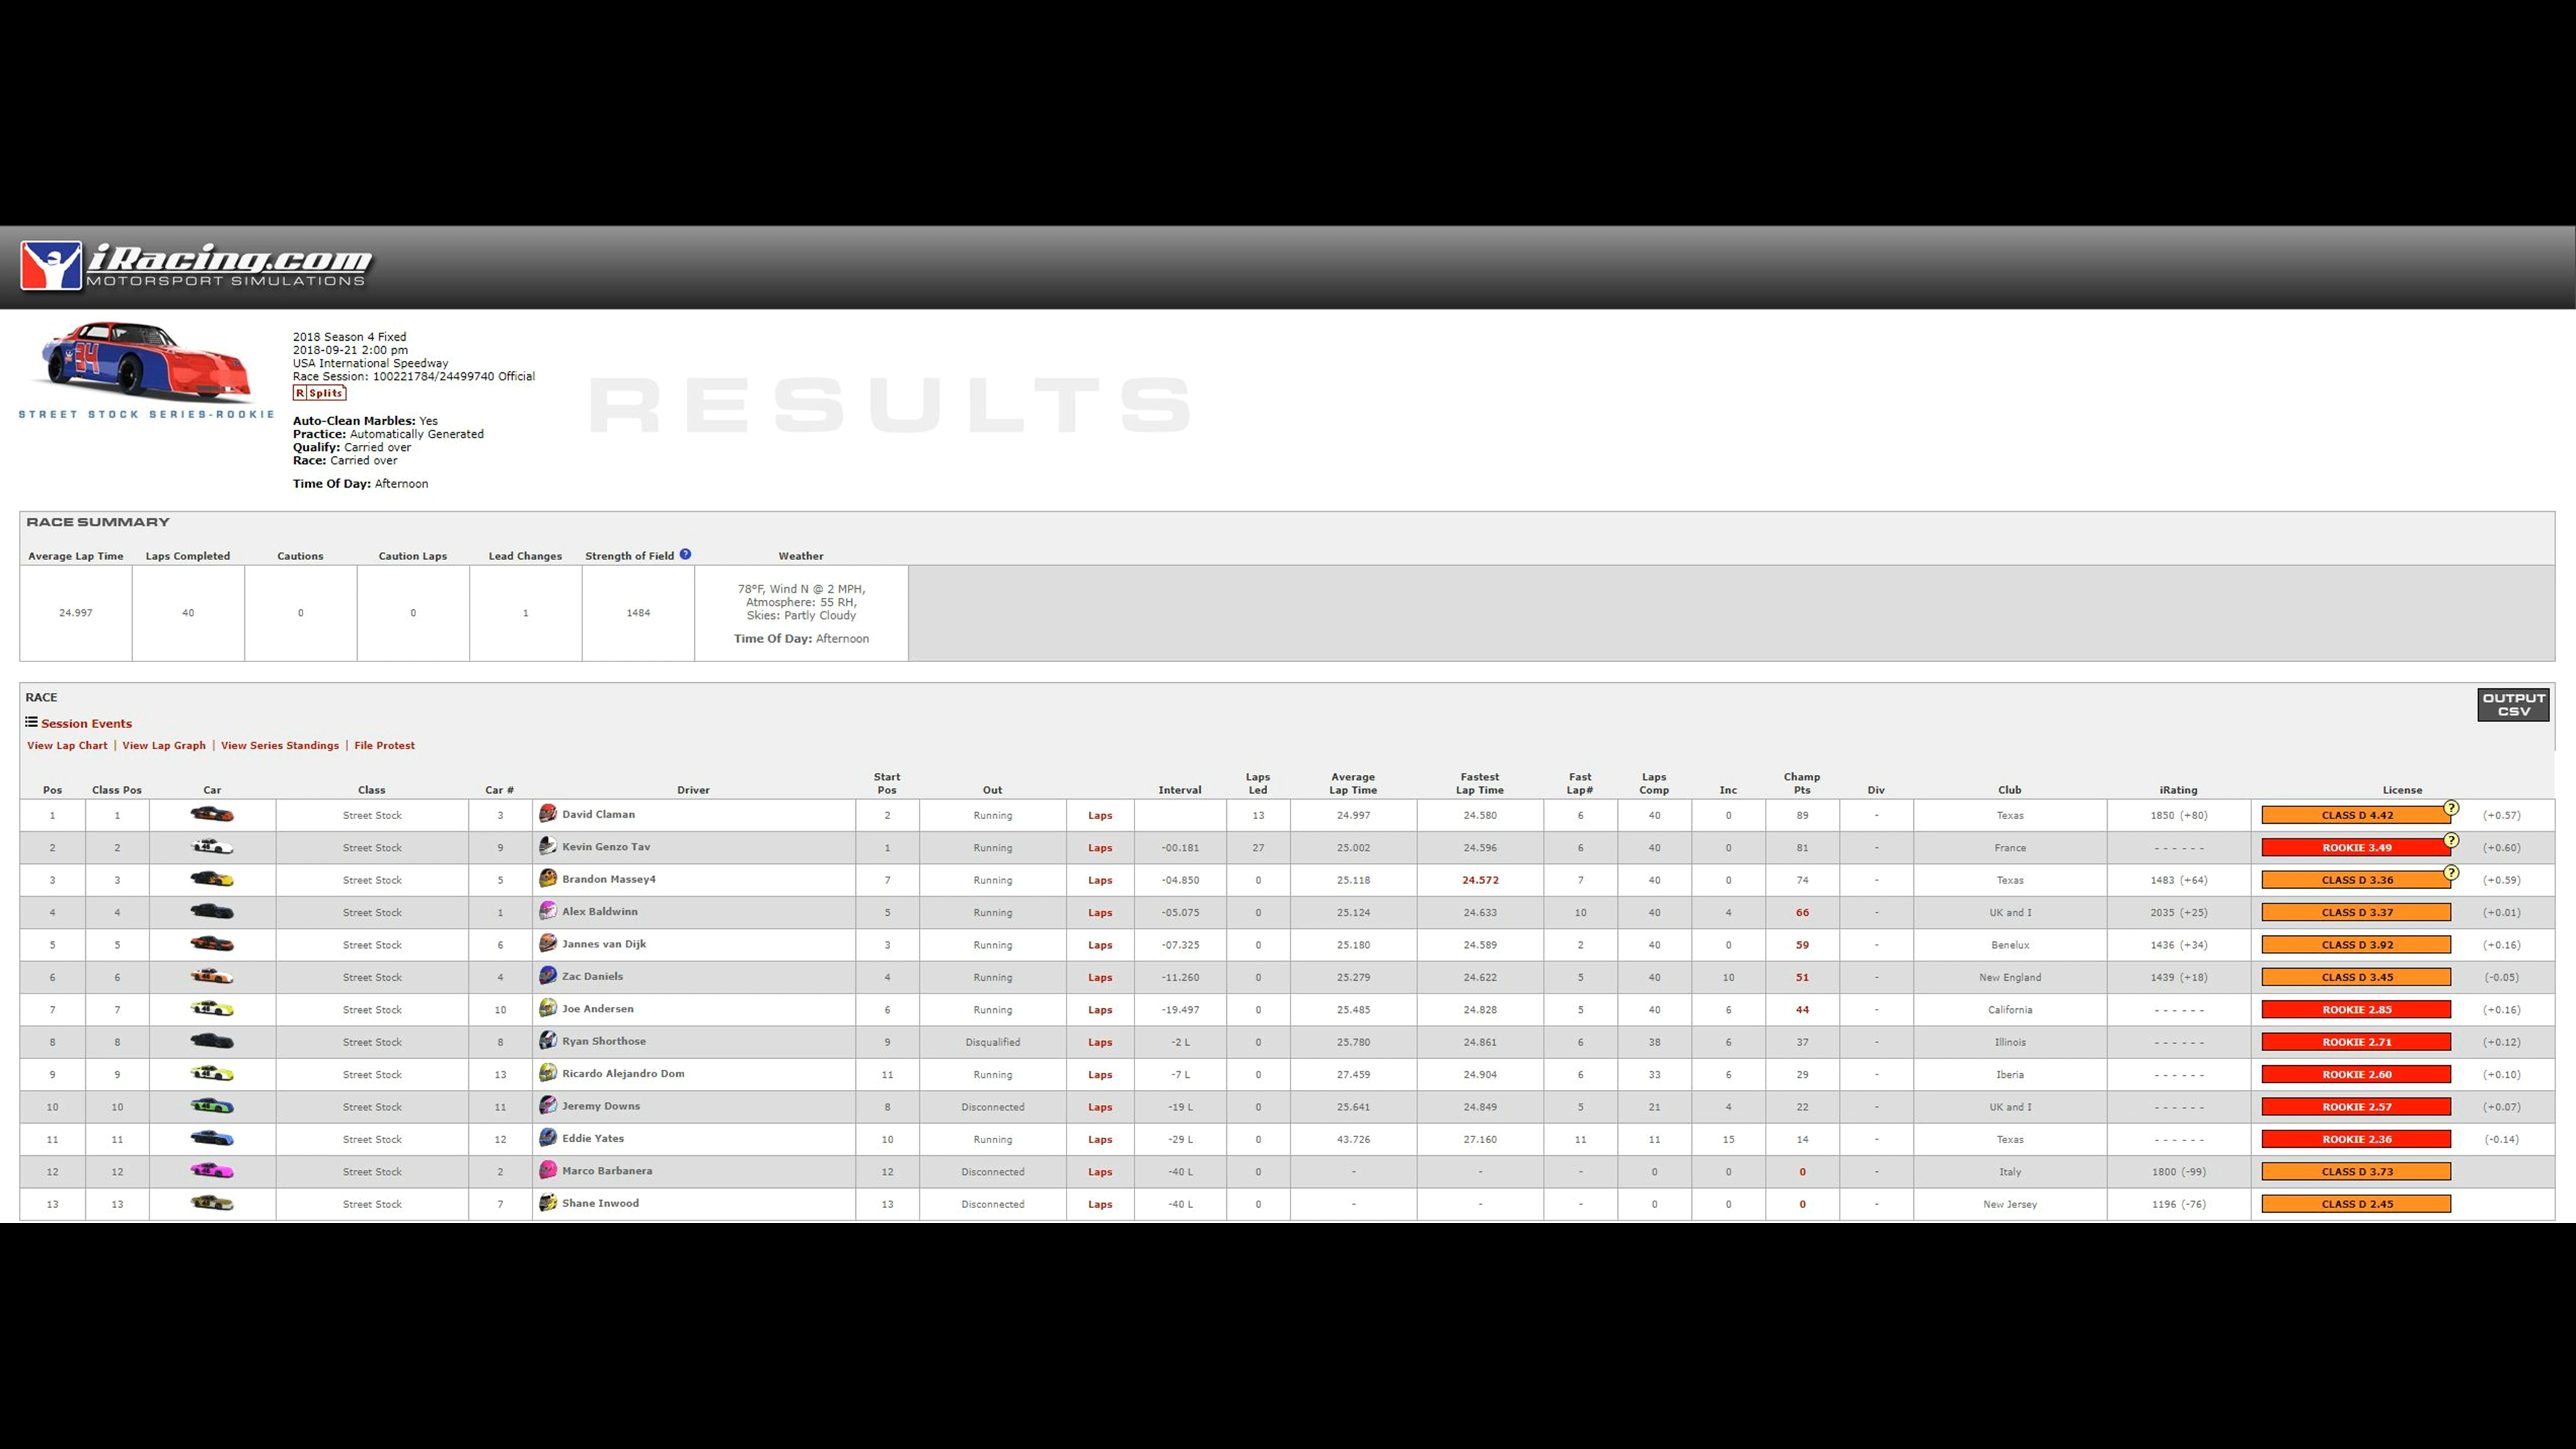 iRacing.com
MOTORSPORT SIMULATIONS
34
STREET STOCK SERIES-ROOKIE
2018 Season 4 Fixed
2018-09-21 2:00 pm
USA International Speedway
Race Session: 100221784/24499740 Official
R Splits
Auto-Clean Marbles: Yes
Practice: Automatically Generated
Qualify: Carried over
Race: Carried over
Time Of Day: Afternoon
RESULTS
RACE SUMMARY
Average Lap Time Laps Completed Cautions Caution Laps Lead Changes Strength of Field ? Weather
24.997 40 0 0 1 1484
78°F, Wind N @ 2 MPH,
Atmosphere: 55 RH,
Skies: Partly Cloudy
Time Of Day: Afternoon
RACE
OUTPUT
CSV
Session Events
View Lap Chart | View Lap Graph | View Series Standings | File Protest
Pos Class Pos Car Class Car # Driver Start Pos Out Interval Laps Led Average Lap Time Fastest Lap Time Fast Lap# Laps Comp Inc Champ Pts Div Club iRating License
1 1 Street Stock 3 David Claman 2 Running Laps 13 24.997 24.580 6 40 0 89 - Texas 1850 (+80) CLASS D 4.42 ? (+0.57)
2 2 Street Stock 9 Kevin Genzo Tav 1 Running Laps -00.181 27 25.002 24.596 6 40 0 81 - France - - - - - - ROOKIE 3.49 ? (+0.60)
3 3 Street Stock 5 Brandon Massey4 7 Running Laps -04.850 0 25.118 24.572 7 40 0 74 - Texas 1483 (+64) CLASS D 3.36 ? (+0.59)
4 4 Street Stock 1 Alex Baldwinn 5 Running Laps -05.075 0 25.124 24.633 10 40 4 66 - UK and I 2035 (+25) CLASS D 3.37 (+0.01)
5 5 Street Stock 6 Jannes van Dijk 3 Running Laps -07.325 0 25.180 24.589 2 40 0 59 - Benelux 1436 (+34) CLASS D 3.92 (+0.16)
6 6 Street Stock 4 Zac Daniels 4 Running Laps -11.260 0 25.279 24.622 5 40 10 51 - New England 1439 (+18) CLASS D 3.45 (-0.05)
7 7 Street Stock 10 Joe Andersen 6 Running Laps -19.497 0 25.485 24.828 5 40 6 44 - California - - - - - - ROOKIE 2.85 (+0.16)
8 8 Street Stock 8 Ryan Shorthose 9 Disqualified Laps -2 L 0 25.780 24.861 6 38 6 37 - Illinois - - - - - - ROOKIE 2.71 (+0.12)
9 9 Street Stock 13 Ricardo Alejandro Dom 11 Running Laps -7 L 0 27.459 24.904 6 33 6 29 - Iberia - - - - - - ROOKIE 2.60 (+0.10)
10 10 Street Stock 11 Jeremy Downs 8 Disconnected Laps -19 L 0 25.641 24.849 5 21 4 22 - UK and I - - - - - - ROOKIE 2.57 (+0.07)
11 11 Street Stock 12 Eddie Yates 10 Running Laps -29 L 0 43.726 27.160 11 11 15 14 - Texas - - - - - - ROOKIE 2.36 (-0.14)
12 12 Street Stock 2 Marco Barbanera 12 Disconnected Laps -40 L 0 - - - 0 0 0 - Italy 1800 (-99) CLASS D 3.73
13 13 Street Stock 7 Shane Inwood 13 Disconnected Laps -40 L 0 - - - 0 0 0 - New Jersey 1196 (-76) CLASS D 2.45